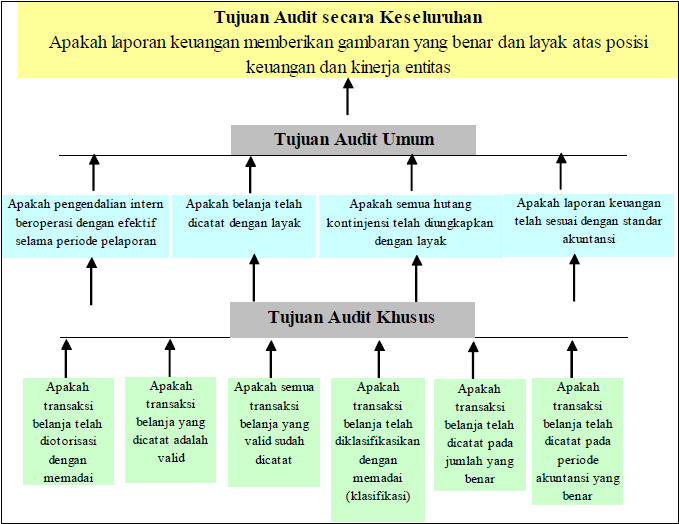 Tujuan Audit secara Keseluruhan
Apakah laporan keuangan memberikan gambaran yang benar dan layak atas posisi
keuangan dan kinerja entitas
Tujuan Audit Umum
Apakah pengendalian intern
beroperasi dengan efektif
selama periode pelaporan
Apakah belanja telah
dicatat dengan layak
Apakah semua hutang
kontinjensi telah diungkapkan
dengan layak
Apakah laporan keuangan
telah sesuai dengan standar
akuntansi
Tujuan Audit Khusus
Apakah
transaksi
belanja telah
diotorisasi
dengan
memadai
Apakah
transaksi
belanja yang
dicatat adalah
valid
Apakah semua
transaksi
belanja yang
valid sudah
dicatat
Apakah
transaksi
belanja telah
diklasifikasikan
dengan
memadai
(klasifikasi)
Apakah
transaksi
belanja telah
dicatat pada
jumlah yang
benar
Apakah
transaksi
belanja telah
dicatat pada
periode
akuntansi yang
benar